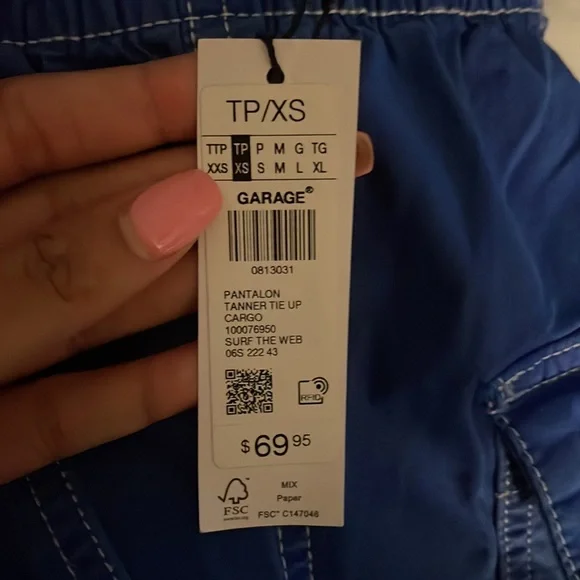 TP/XS
TTP TP P M G TG
XXS XS S M L XL
GARAGE®
0813031
PANTALON
TANNER TIE UP
CARGO
100076950
SURF THE WEB
06S 222 43
RFID
$69.95
MIX
Paper
FSC
FSC™ C147046